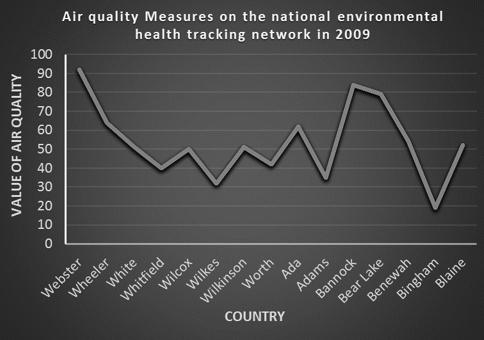 Air quality Measures on the national environmental
health tracking network in 2009
VALUE OF AIR QUALITY
100
90
80
70
60
50
40
30
20
10
0
Webster
Wheeler
White
Whitfield
Wilcox
Wilkes
Wilkinson
Worth
Ada
Adams
Bannock
Bear Lake
Benewah
Bingham
Blaine
COUNTRY